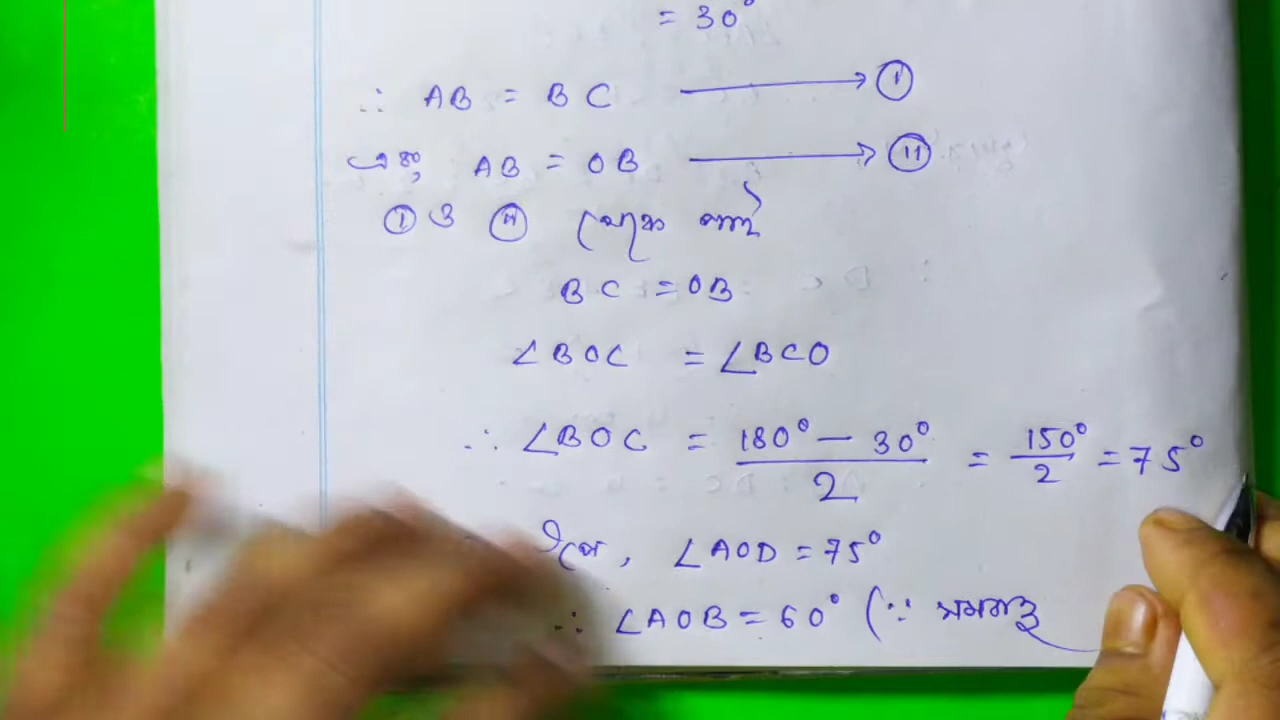 = 30°
∴ AB = BC ⟶ (I)
এবং, AB = OB ⟶ (II)
(I) ও (II) থেকে পাই
BC = OB
∠BOC = ∠BCO
∴ ∠BOC = (180° − 30°)/2 = 150°/2 = 75°
, ∠AOD = 75°
∴ ∠AOB = 60° (∵ সমবাহু